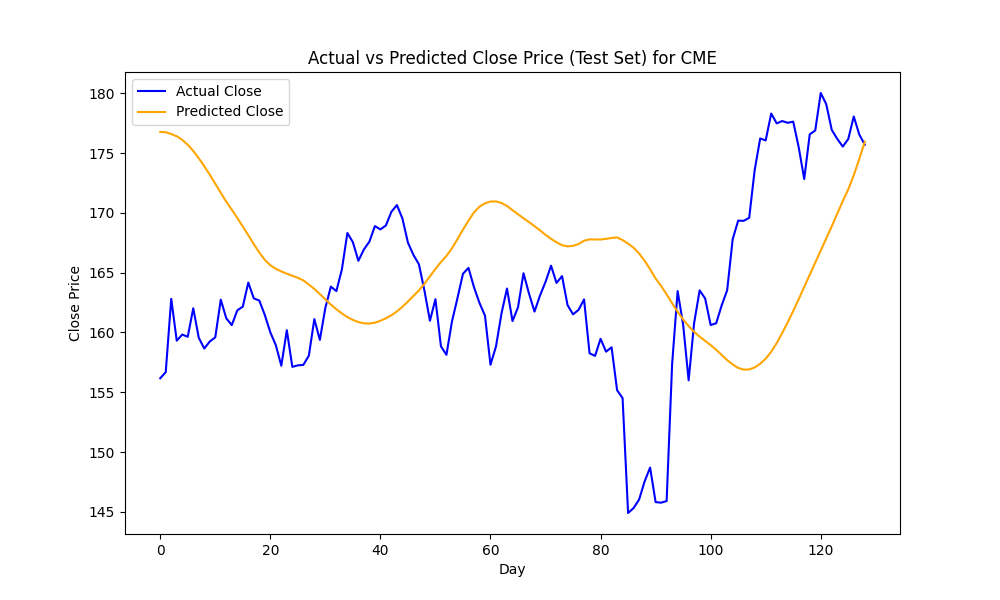 Actual vs Predicted Close Price (Test Set) for CME
Actual Close
Predicted Close
Close Price
180
175
170
165
160
155
150
145
0 20 40 60 80 100 120
Day